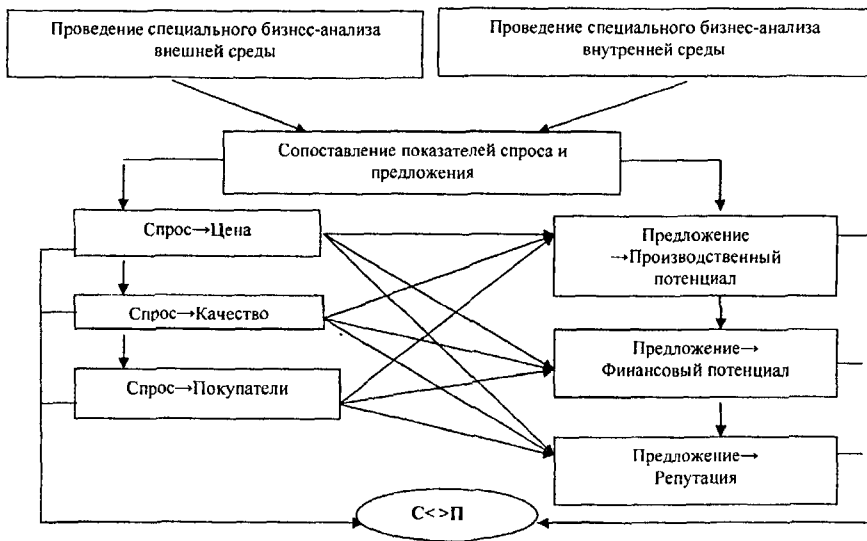 Проведение специального бизнес-анализа
внешней среды
Проведение специального бизнес-анализа
внутренней среды
Сопоставление показателей спроса и
предложения
Спрос→Цена
Спрос→Качество
Спрос→Покупатели
Предложение
→Производственный
потенциал
Предложение→
Финансовый потенциал
Предложение→
Репутация
С<>П